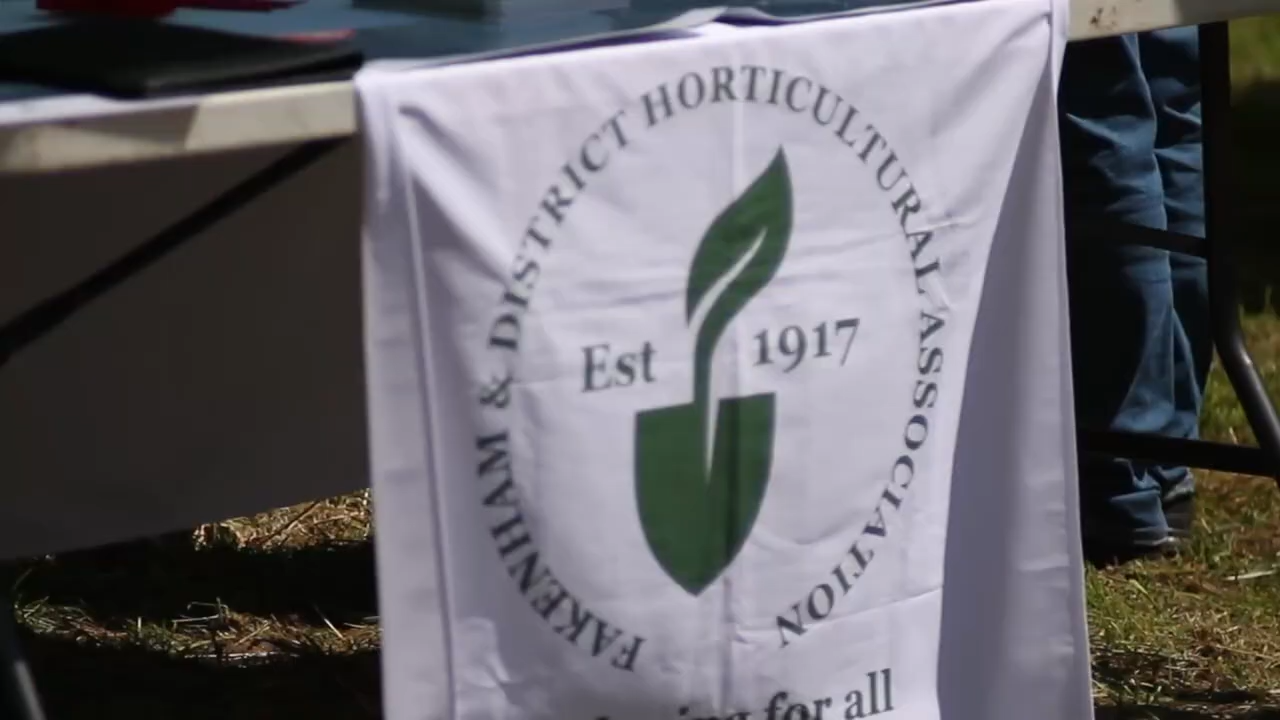 FAKENHAM & DISTRICT HORTICULTURAL ASSOCIATION
Est 1917
for all